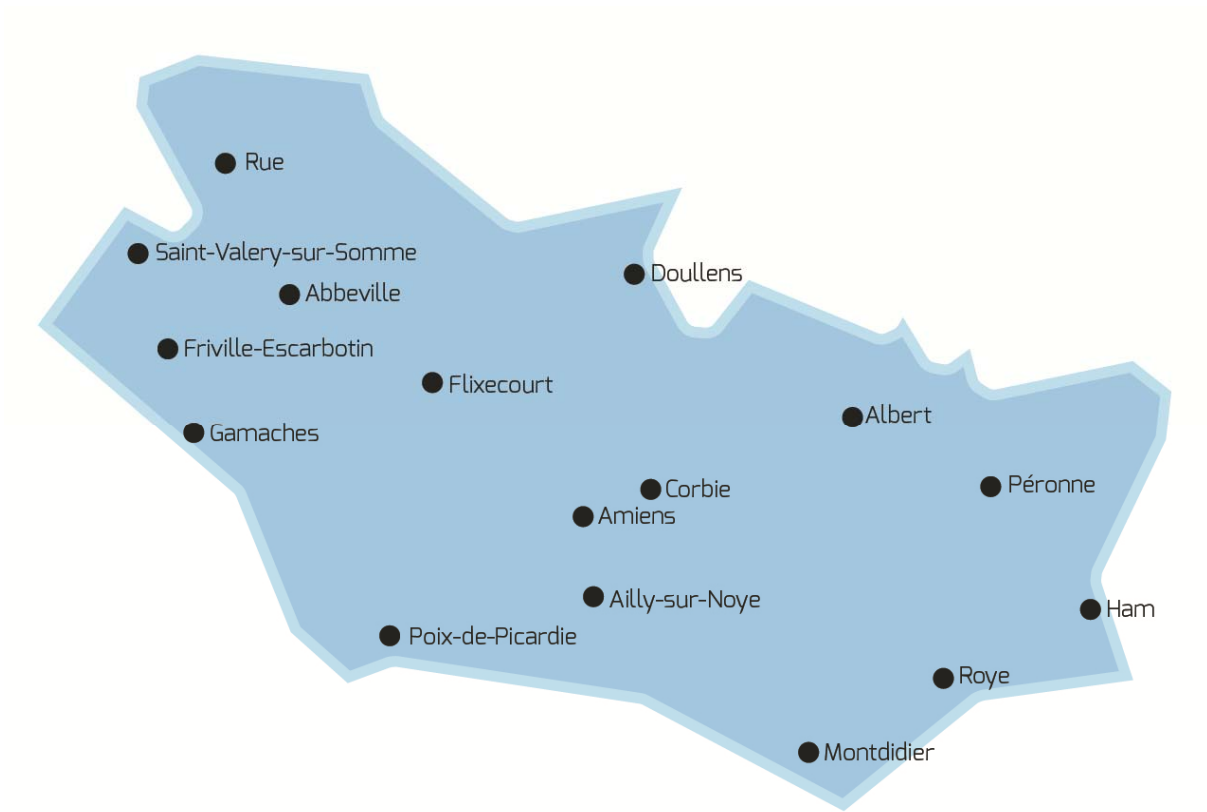 Rue
Saint-Valery-sur-Somme
Doullens
Abbeville
Friville-Escarbotin
Flixecourt
Albert
Gamaches
Péronne
Corbie
Amiens
Ailly-sur-Noye
Ham
Poix-de-Picardie
Roye
Montdidier